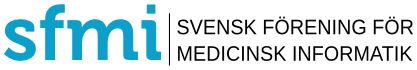 sfmi
SVENSK FÖRENING FÖR
MEDICINSK INFORMATIK